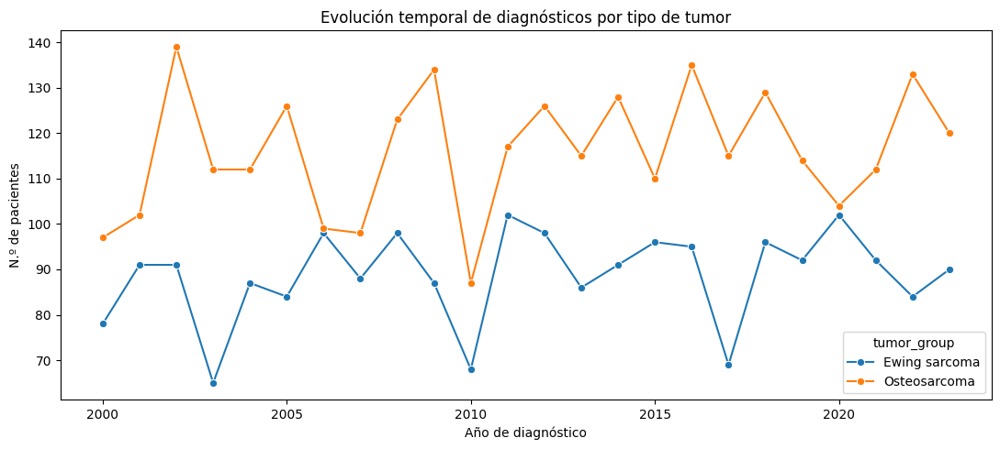 Evolución temporal de diagnósticos por tipo de tumor
N.º de pacientes
140
130
120
110
100
90
80
70
2000
2005
2010
2015
2020
Año de diagnóstico
tumor_group
Ewing sarcoma
Osteosarcoma